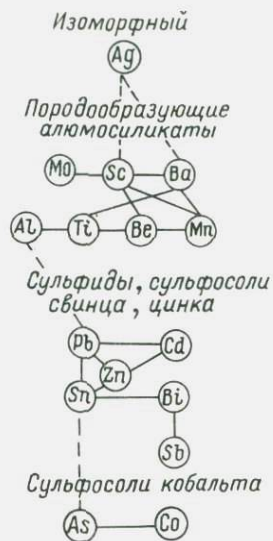 Изоморфный
Ag
Породообразующие
алюмосиликаты
Mo Sc Ba
Al Ti Be Mn
Сульфиды, сульфосоли
свинца, цинка
Pb Cd
Zn
Sn Bi
Sb
Сульфосоли кобальта
As Co